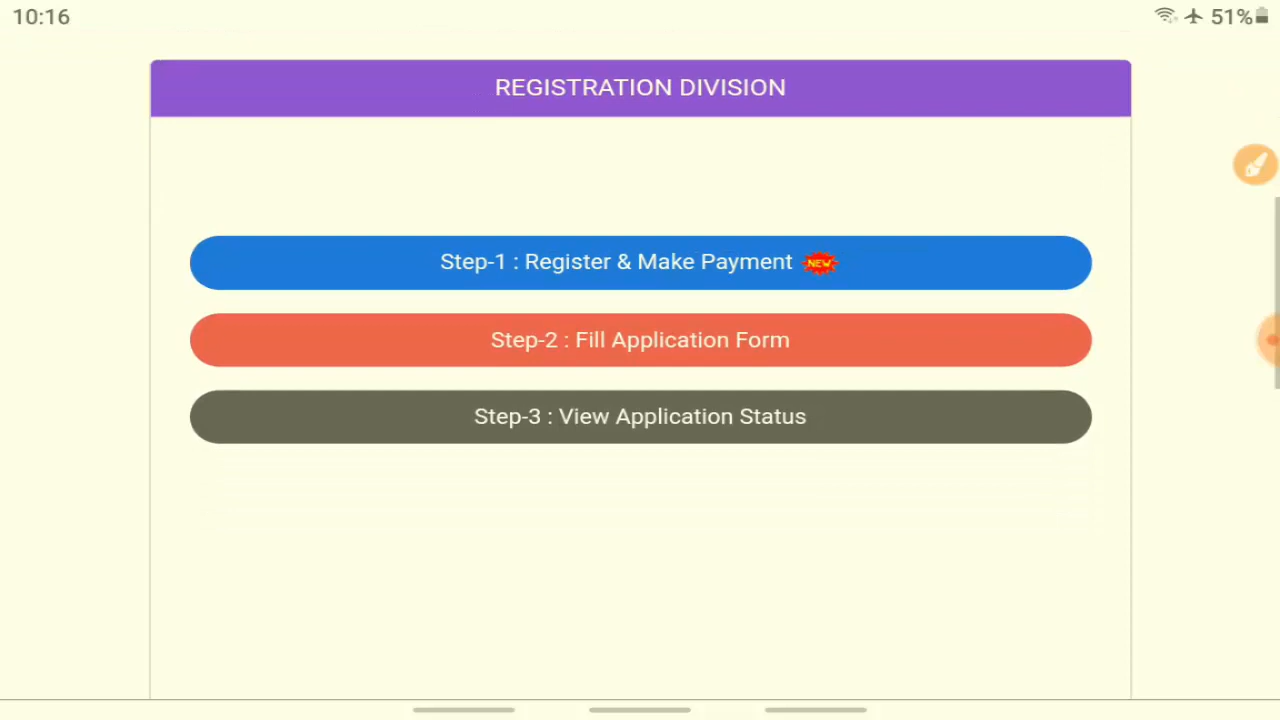 10:16
51%
REGISTRATION DIVISION
Step-1 : Register & Make Payment NEW
Step-2 : Fill Application Form
Step-3 : View Application Status